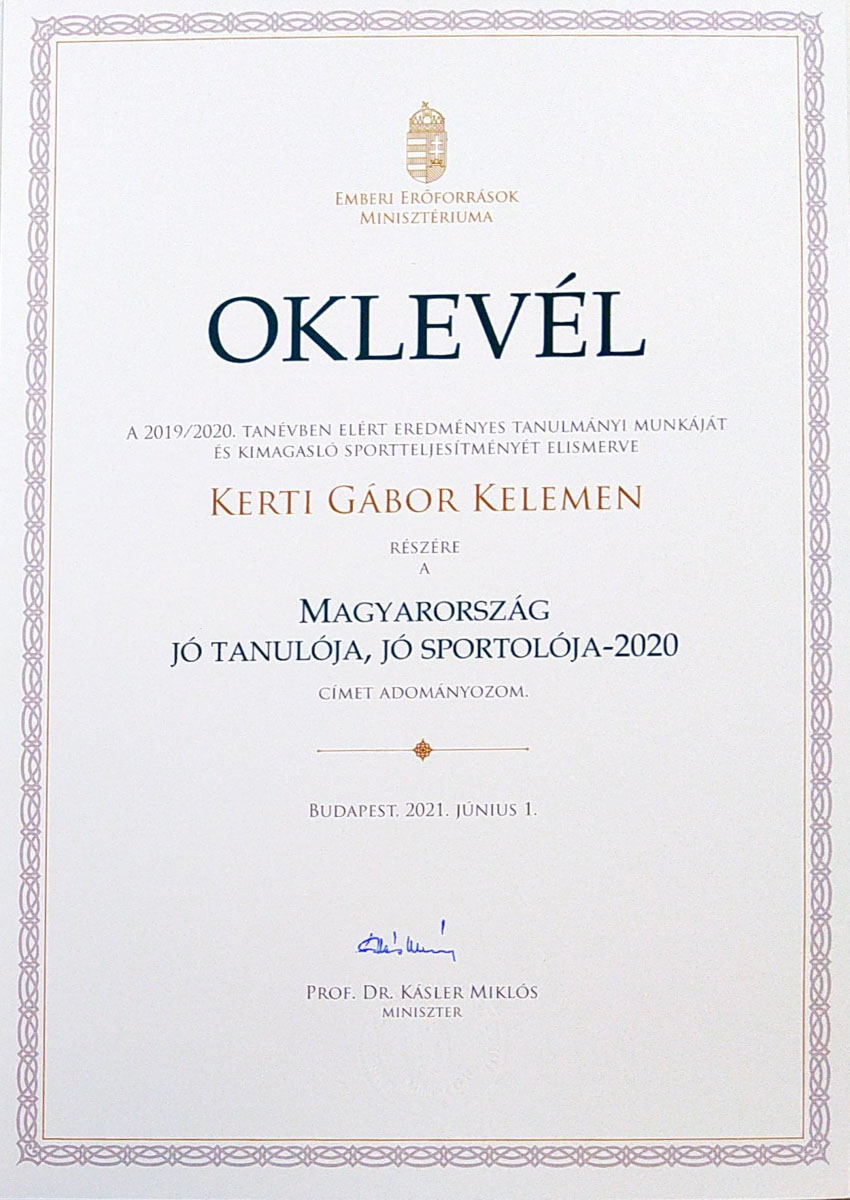 Emberi Erőforrások
Minisztériuma
OKLEVÉL
A 2019/2020. TANÉVBEN ELÉRT EREDMÉNYES TANULMÁNYI MUNKÁJÁT
ÉS KIMAGASLÓ SPORTTELJESÍTMÉNYÉT ELISMERVE
Kerti Gábor Kelemen
RÉSZÉRE
A
Magyarország
JÓ TANULÓJA, JÓ SPORTOLÓJA-2020
CÍMET ADOMÁNYOZOM.
Budapest, 2021. június 1.
Prof. Dr. Kásler Miklós
MINISZTER